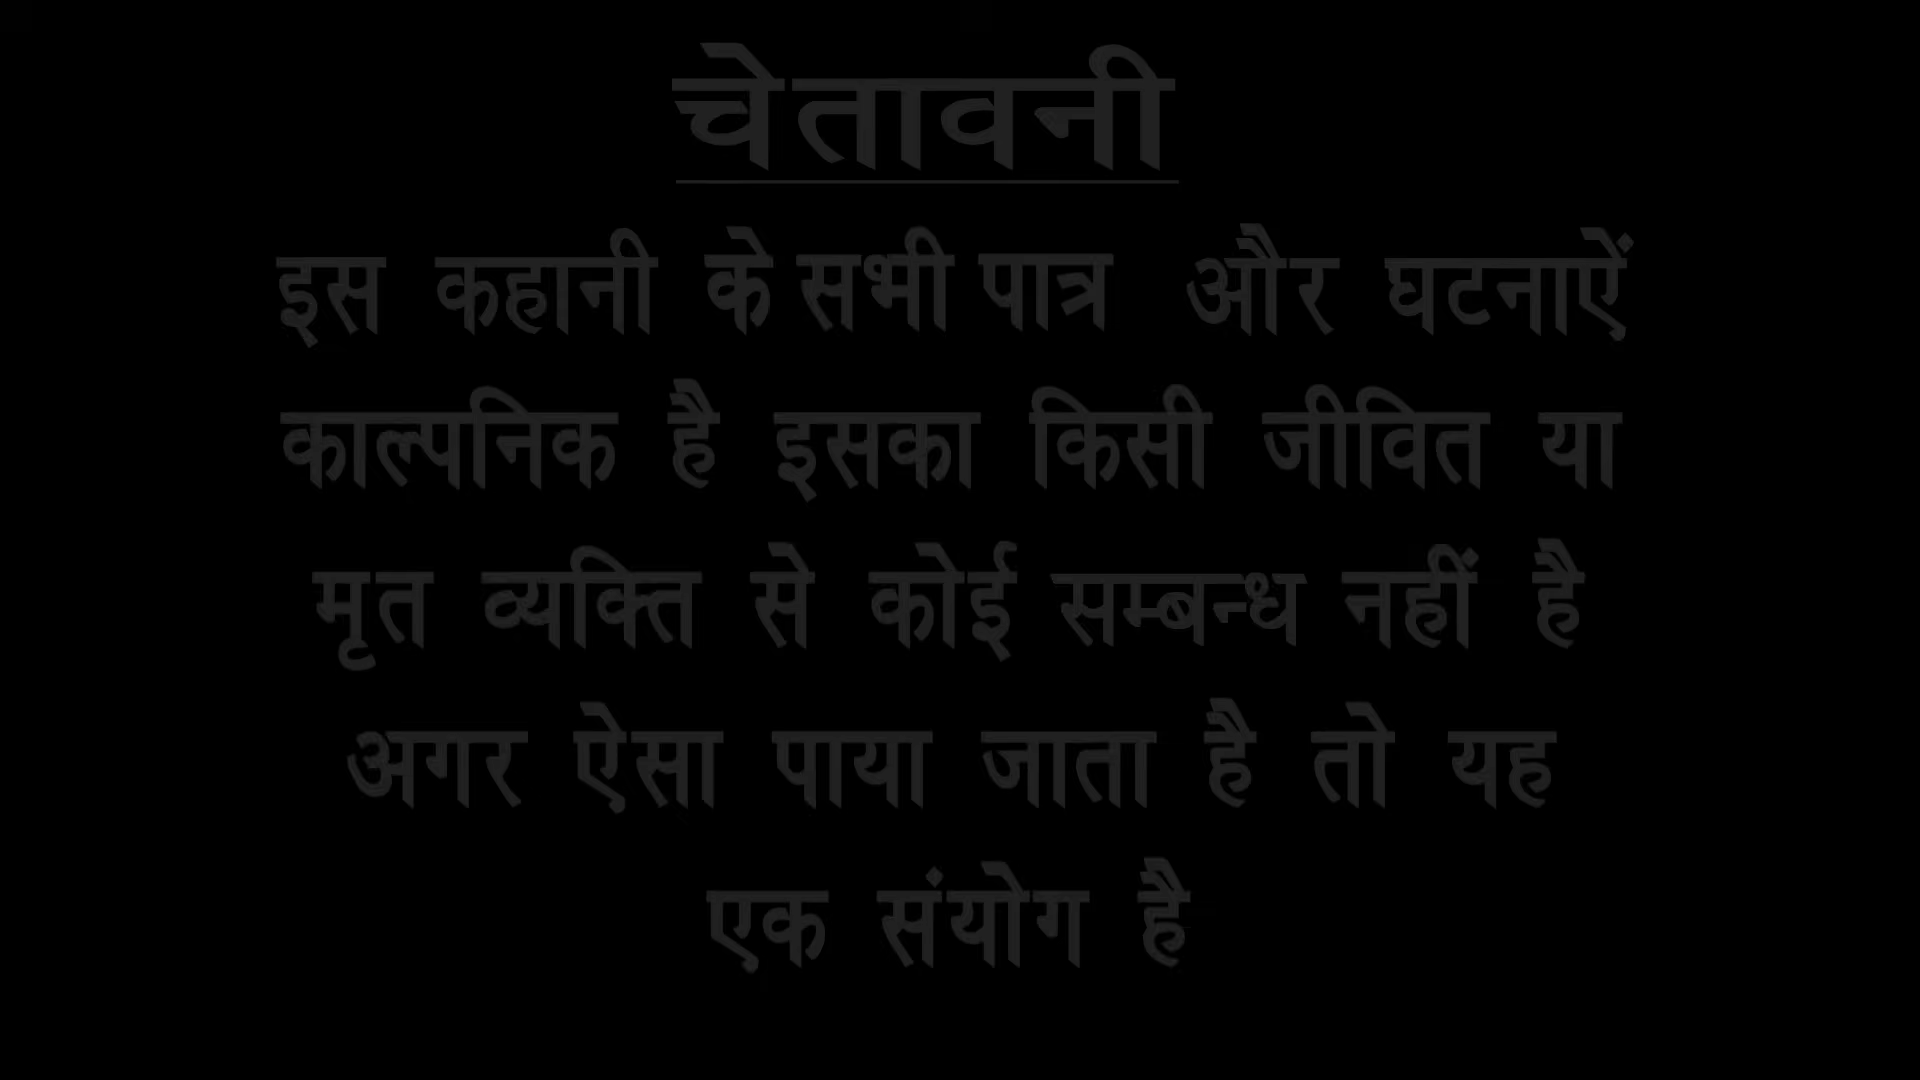 चेतावनी
इस कहानी के सभी पात्र और घटनाऐं
काल्पनिक है इसका किसी जीवित या
मृत व्यक्ति से कोई सम्बन्ध नहीं है
अगर ऐसा पाया जाता है तो यह
एक संयोग है